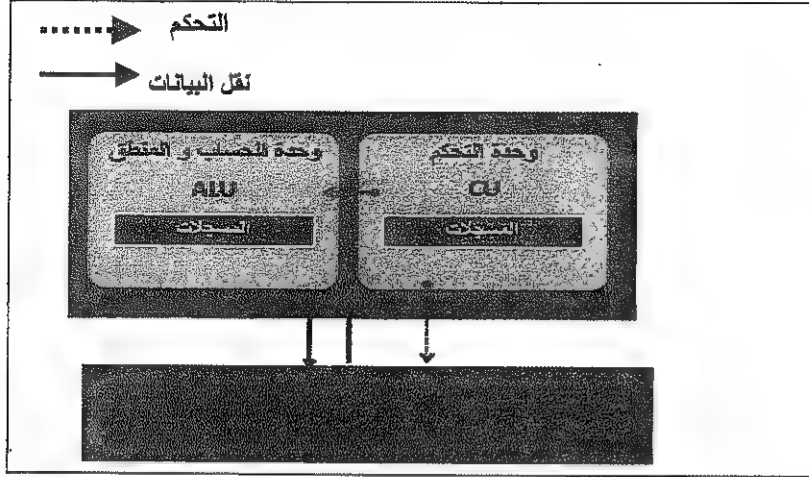 التحكم
نقل البيانات
وحدة التحكم
CU
المسجلات
وحدة الحساب و المنطق
ALU
المسجلات